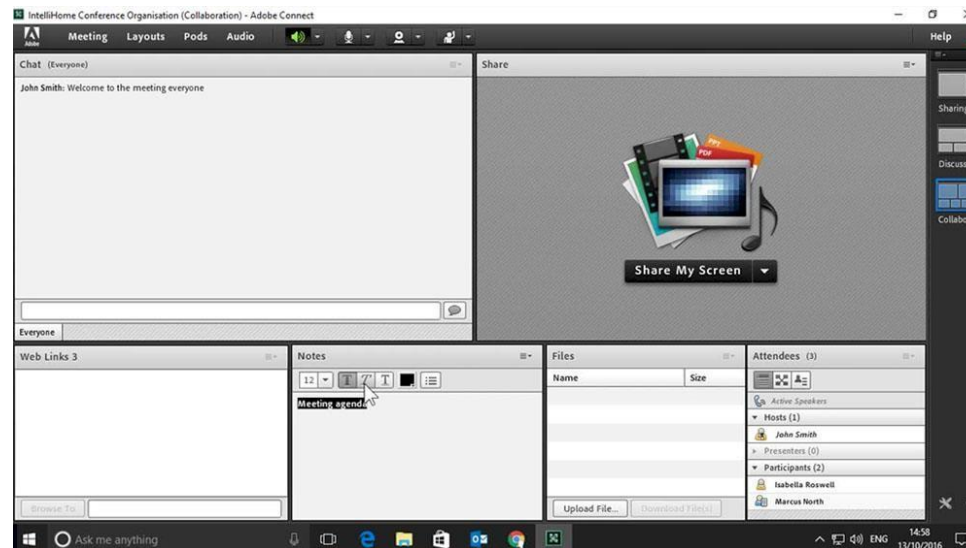 IntelliHome Conference Organisation (Collaboration) - Adobe Connect
Adobe Meeting Layouts Pods Audio Help
Chat (Everyone)
John Smith: Welcome to the meeting everyone
Everyone
Share
PPT
PDF
Share My Screen
Sharing
Discuss
Collabo
Web Links 3
Browse To
Notes
12 T T T
Meeting agenda
Files
Name Size
Upload File... Download File(s)
Attendees (3)
Active Speakers
Hosts (1)
John Smith
Presenters (0)
Participants (2)
Isabella Roswell
Marcus North
Ask me anything
ENG
14:58
13/10/2016